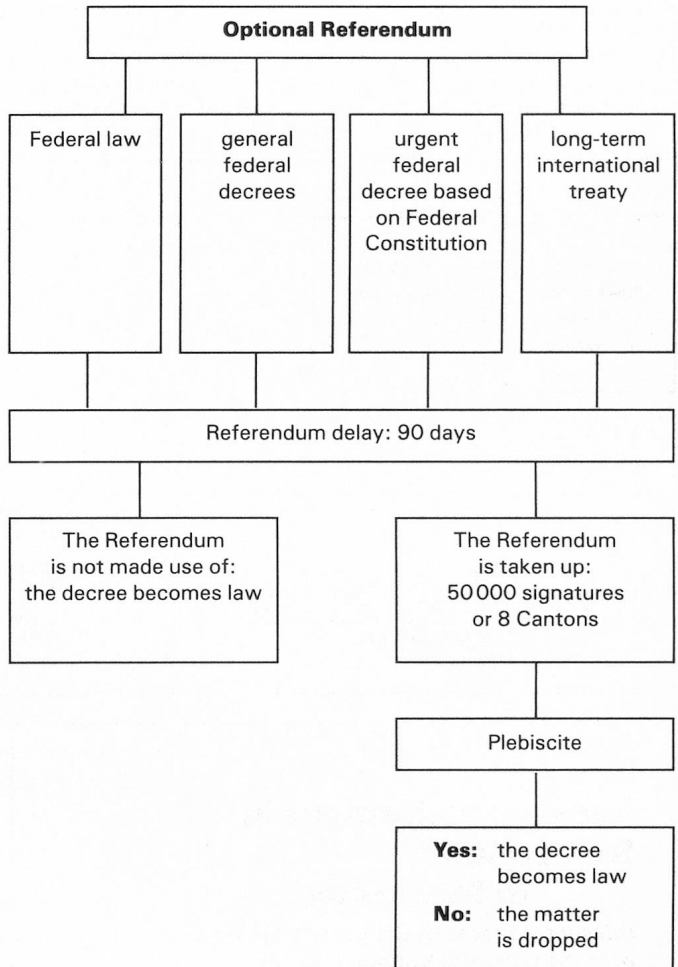 Optional Referendum
Federal law
general
federal
decrees
urgent
federal
decree based
on Federal
Constitution
long-term
international
treaty
Referendum delay: 90 days
The Referendum
is not made use of:
the decree becomes law
The Referendum
is taken up:
50 000 signatures
or 8 Cantons
Plebiscite
Yes: the decree
becomes law
No: the matter
is dropped